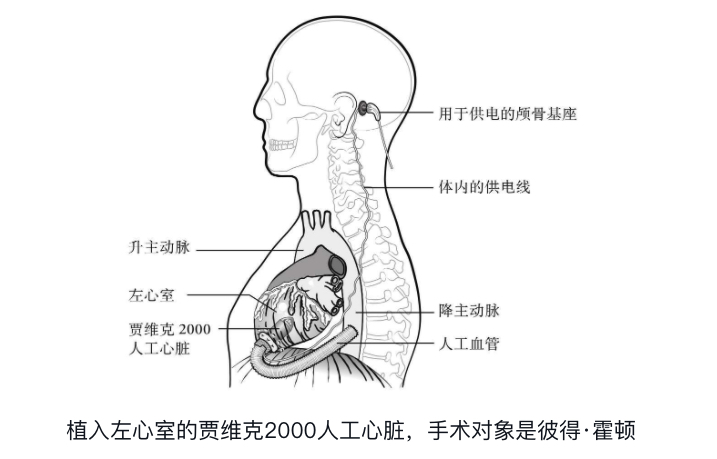 用于供电的颅骨基座
体内的供电线
升主动脉
左心室
贾维克 2000
人工心脏
降主动脉
人工血管
植入左心室的贾维克2000人工心脏，手术对象是彼得·霍顿